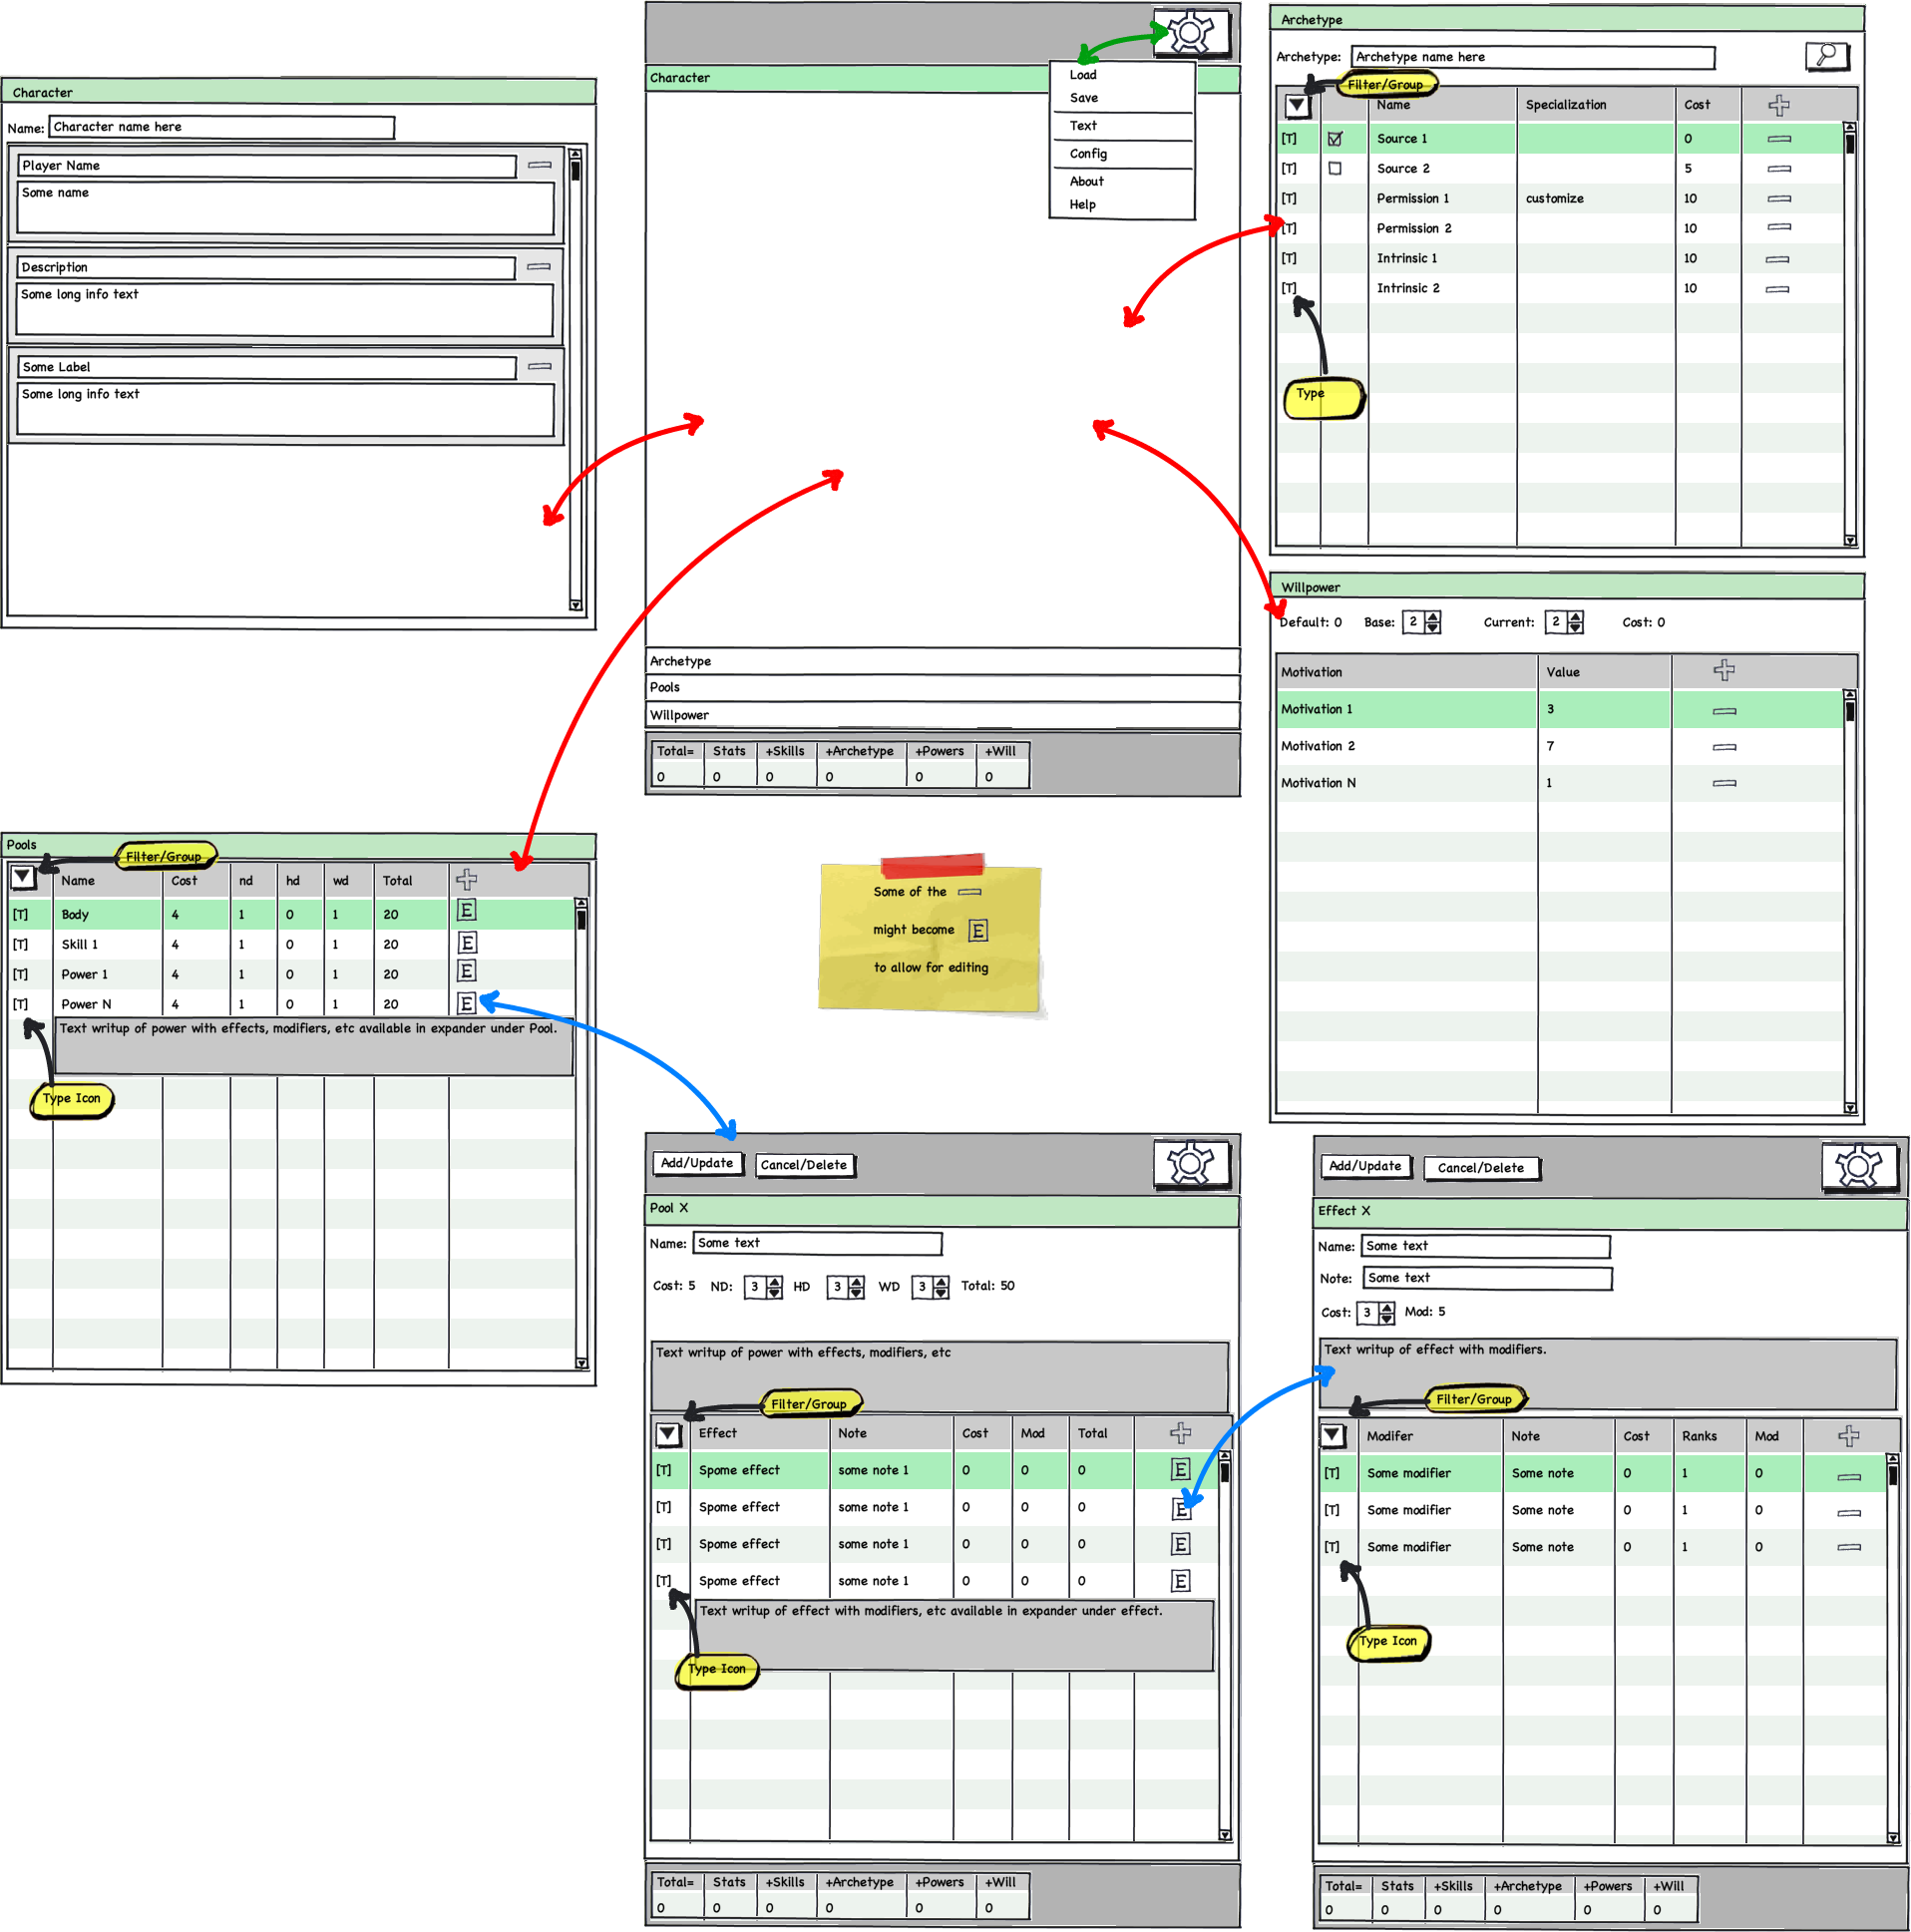 Character
Name: Character name here
Player Name
Some name
Description
Some long info text
Some Label
Some long info text
Character
Load
Save
Text
Config
About
Help
Archetype
Pools
Willpower
Total= Stats +Skills +Archetype +Powers +Will
0 0 0 0 0 0
Archetype
Archetype: Archetype name here
Filter/Group
Name Specialization Cost
[T] Source 1 0
[T] Source 2 5
[T] Permission 1 customize 10
[T] Permission 2 10
[T] Intrinsic 1 10
[T] Intrinsic 2 10
Type
Willpower
Default: 0 Base: 2 Current: 2 Cost: 0
Motivation Value
Motivation 1 3
Motivation 2 7
Motivation N 1
Pools
Filter/Group
Name Cost nd hd wd Total
[T] Body 4 1 0 1 20 E
[T] Skill 1 4 1 0 1 20 E
[T] Power 1 4 1 0 1 20 E
[T] Power N 4 1 0 1 20 E
Text writup of power with effects, modifiers, etc available in expander under Pool.
Type Icon
Some of the
might become E
to allow for editing
Add/Update Cancel/Delete
Pool X
Name: Some text
Cost: 5 ND: 3 HD 3 WD 3 Total: 50
Text writup of power with effects, modifiers, etc
Filter/Group
Effect Note Cost Mod Total
[T] Spome effect some note 1 0 0 0 E
[T] Spome effect some note 1 0 0 0 E
[T] Spome effect some note 1 0 0 0 E
[T] Spome effect some note 1 0 0 0 E
Text writup of effect with modifiers, etc available in expander under effect.
Type Icon
Total= Stats +Skills +Archetype +Powers +Will
0 0 0 0 0 0
Add/Update Cancel/Delete
Effect X
Name: Some text
Note: Some text
Cost: 3 Mod: 5
Text writup of effect with modifiers.
Filter/Group
Modifer Note Cost Ranks Mod
[T] Some modifier Some note 0 1 0
[T] Some modifier Some note 0 1 0
[T] Some modifier Some note 0 1 0
Type Icon
Total= Stats +Skills +Archetype +Powers +Will
0 0 0 0 0 0